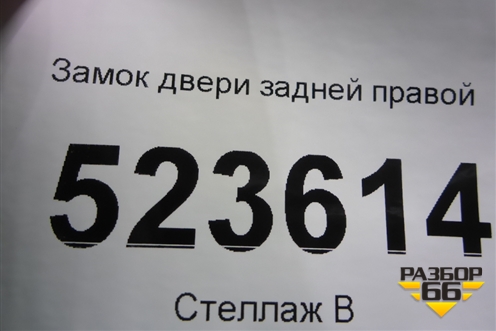 Замок двери задней правой
523614
РАЗБОР
66
Стеллаж В